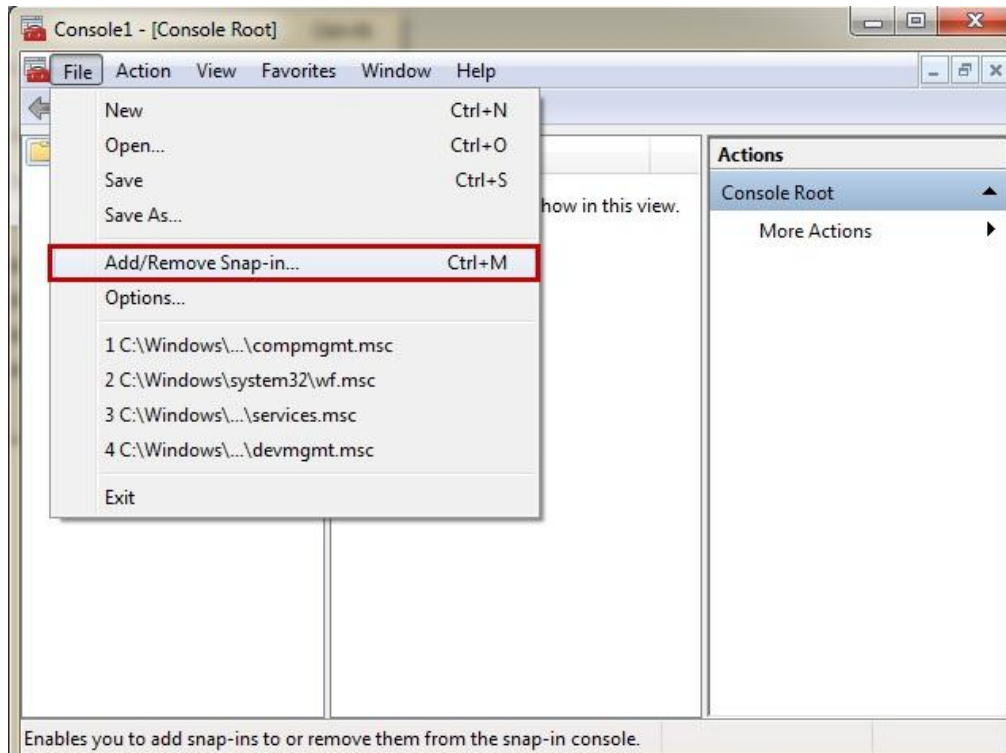 Console1 - [Console Root]
File Action View Favorites Window Help
New Ctrl+N
Open... Ctrl+O
Save Ctrl+S
Save As...
Add/Remove Snap-in... Ctrl+M
Options...
1 C:\Windows\...\compmgmt.msc
2 C:\Windows\system32\wf.msc
3 C:\Windows\...\services.msc
4 C:\Windows\...\devmgmt.msc
Exit
how in this view.
Actions
Console Root
More Actions
Enables you to add snap-ins to or remove them from the snap-in console.